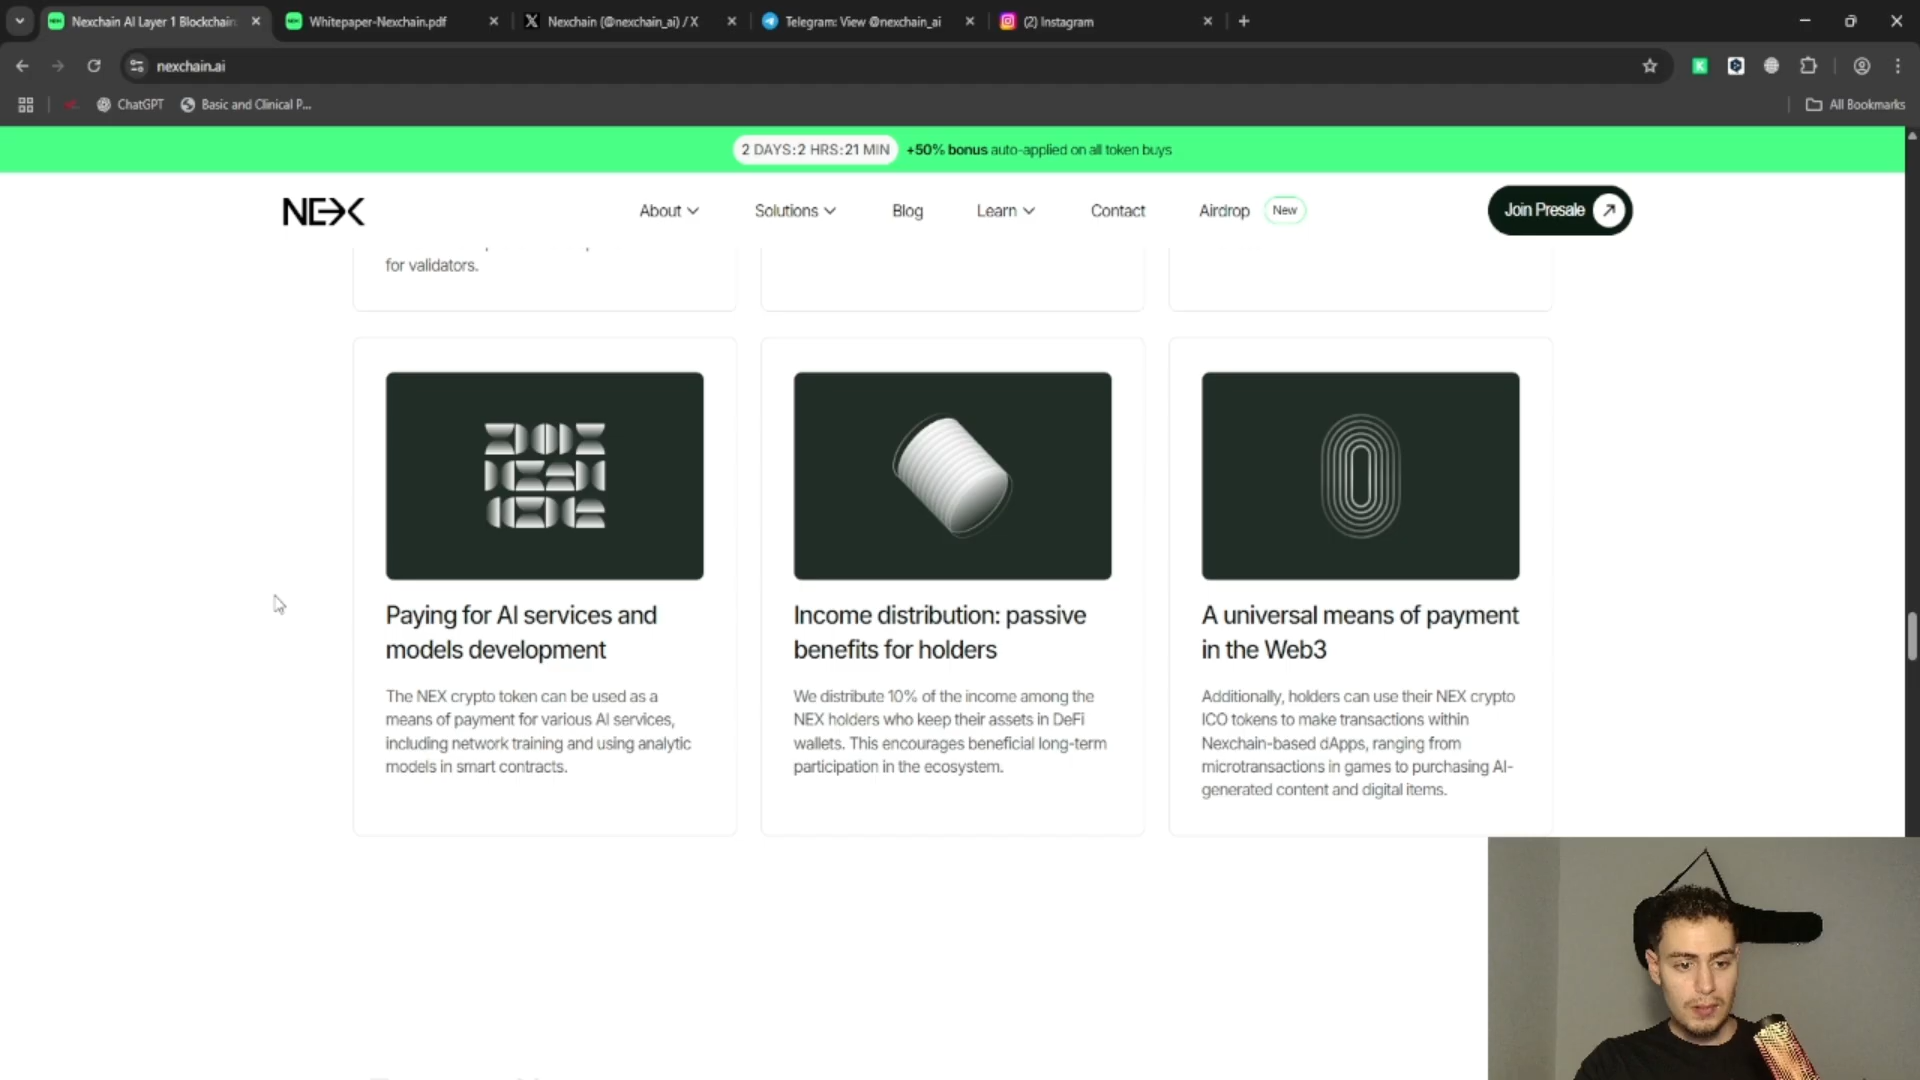 Nexchain AI Layer 1 Blockchain
Whitepaper-Nexchain.pdf
Nexchain (@nexchain_ai) / X
Telegram: View @nexchain_ai
(2) Instagram
nexchain.ai
ChatGPT
Basic and Clinical P...
All Bookmarks
2 DAYS:2 HRS:21 MIN +50% bonus auto-applied on all token buys
NEX
About
Solutions
Blog
Learn
Contact
Airdrop
New
Join Presale
for validators.
Paying for AI services and
models development
The NEX crypto token can be used as a
means of payment for various AI services,
including network training and using analytic
models in smart contracts.
Income distribution: passive
benefits for holders
We distribute 10% of the income among the
NEX holders who keep their assets in DeFi
wallets. This encourages beneficial long-term
participation in the ecosystem.
A universal means of payment
in the Web3
Additionally, holders can use their NEX crypto
ICO tokens to make transactions within
Nexchain-based dApps, ranging from
microtransactions in games to purchasing AI-
generated content and digital items.